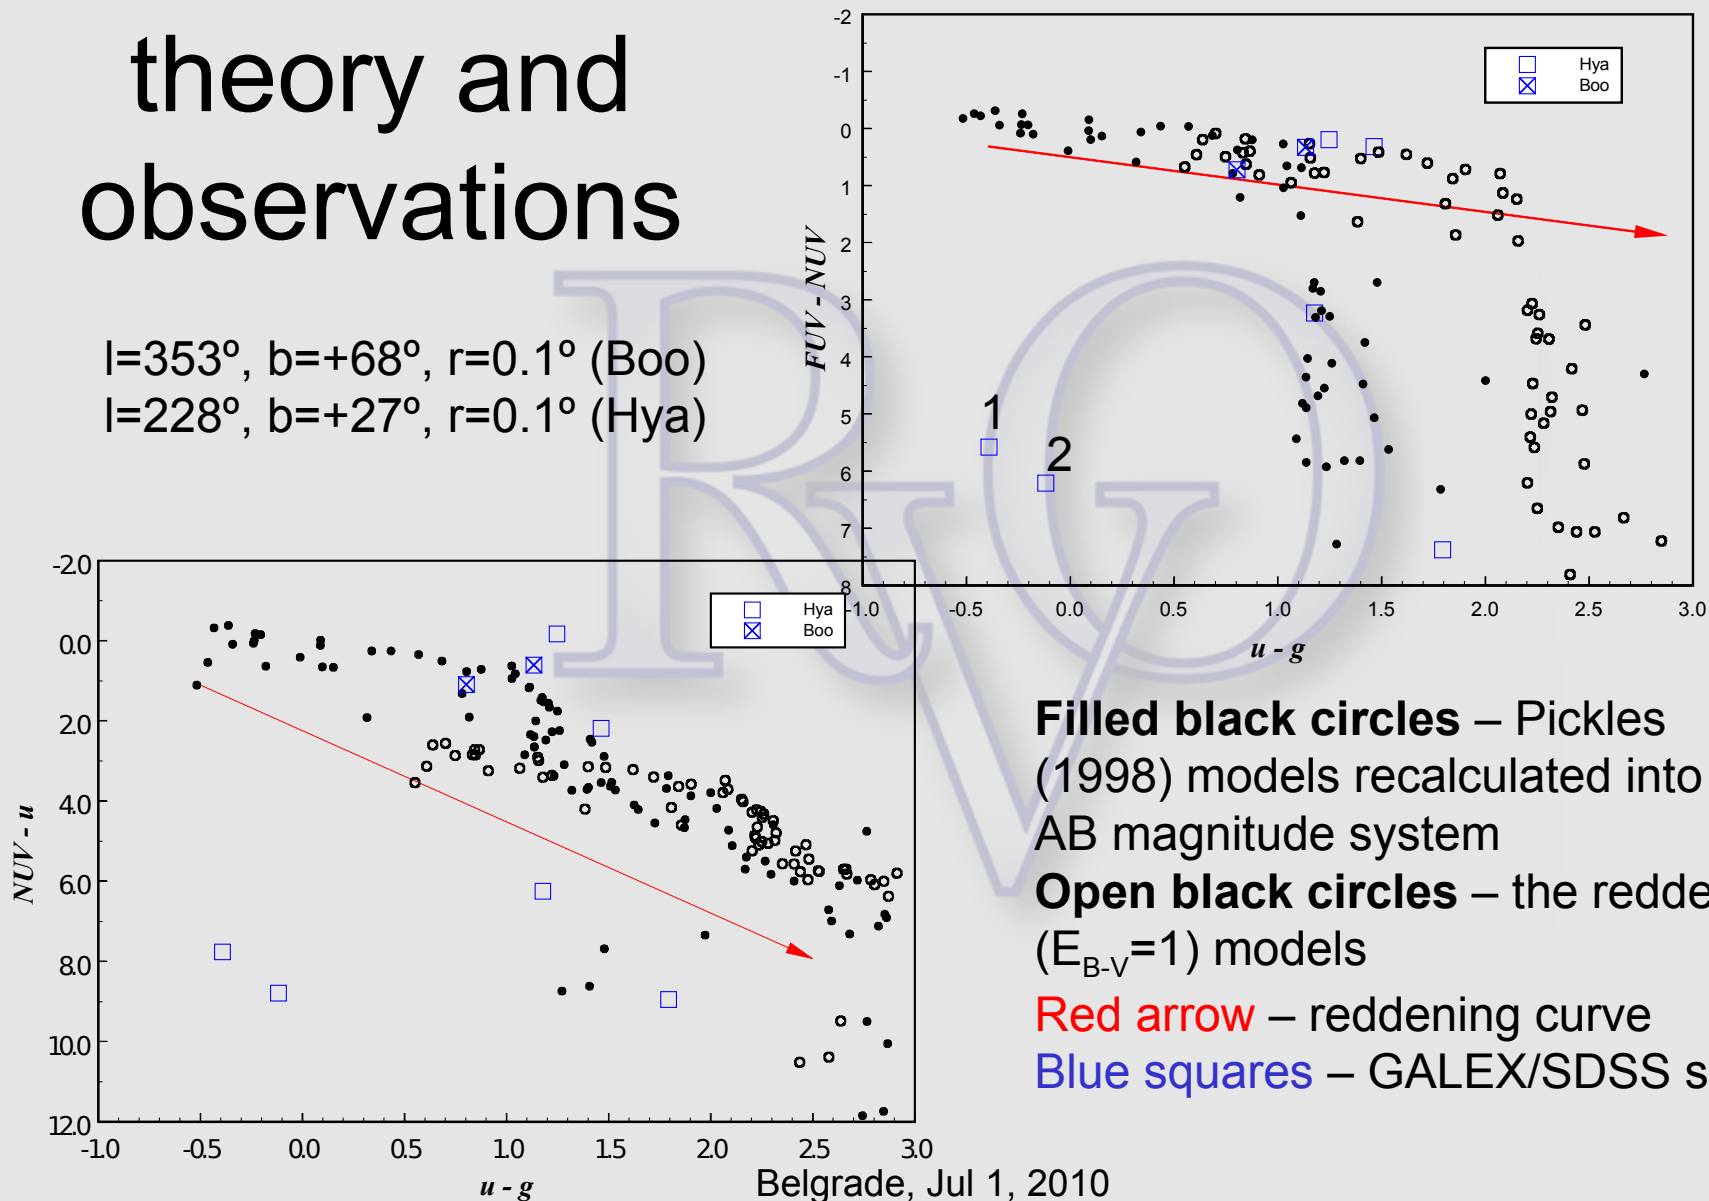 theory and
observations
l=353º, b=+68º, r=0.1º (Boo)
l=228º, b=+27º, r=0.1º (Hya)
-2
-1
0
1
2
3
4
5
6
7
8
FUV - NUV
Hya
Boo
1
2
-1.0
-0.5
0.0
0.5
1.0
1.5
2.0
2.5
3.0
u - g
RVO
-2.0
0.0
2.0
4.0
6.0
8.0
10.0
12.0
NUV - u
Hya
Boo
-1.0
-0.5
0.0
0.5
1.0
1.5
2.0
2.5
3.0
u - g
Filled black circles – Pickles
(1998) models recalculated into
AB magnitude system
Open black circles – the redde
(E_B-V=1) models
Red arrow – reddening curve
Blue squares – GALEX/SDSS s
Belgrade, Jul 1, 2010